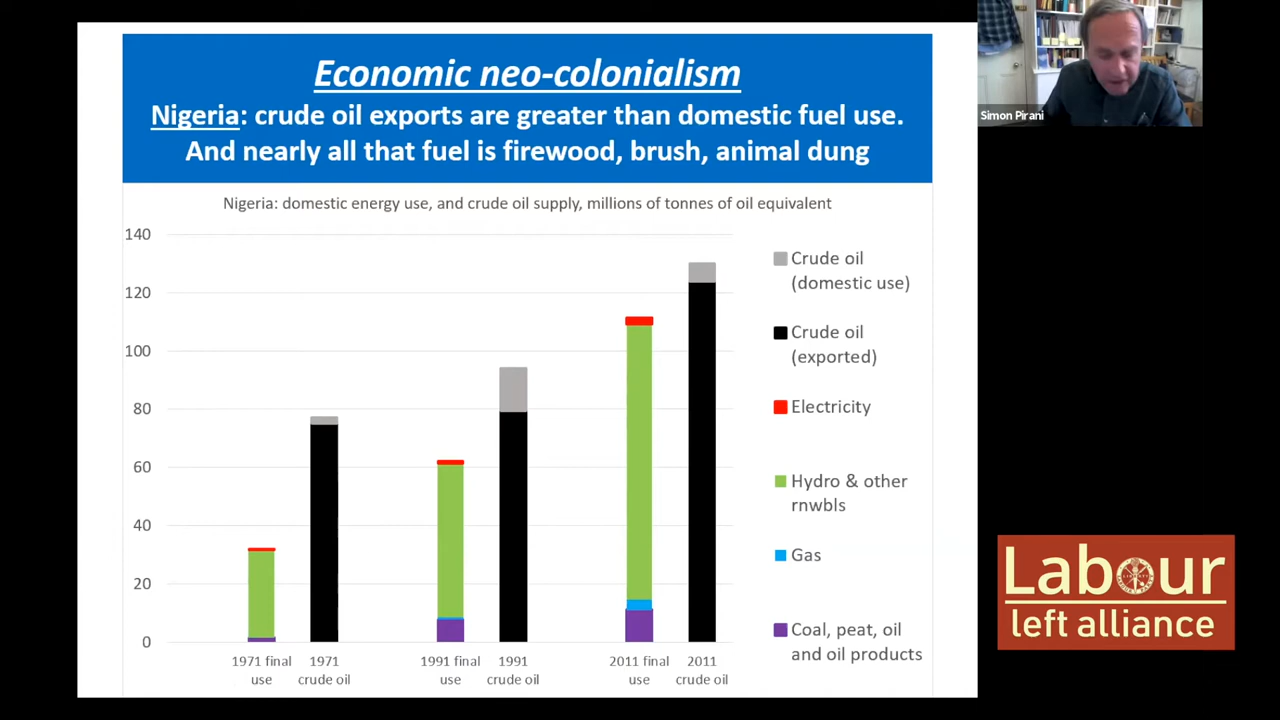 Economic neo-colonialism
Nigeria: crude oil exports are greater than domestic fuel use.
And nearly all that fuel is firewood, brush, animal dung
Nigeria: domestic energy use, and crude oil supply, millions of tonnes of oil equivalent
140
120
100
80
60
40
20
0
1971 final
use
1971
crude oil
1991 final
use
1991
crude oil
2011 final
use
2011
crude oil
Crude oil
(domestic use)
Crude oil
(exported)
Electricity
Hydro & other
rnwbls
Gas
Coal, peat, oil
and oil products
Simon Pirani
Labour
left alliance